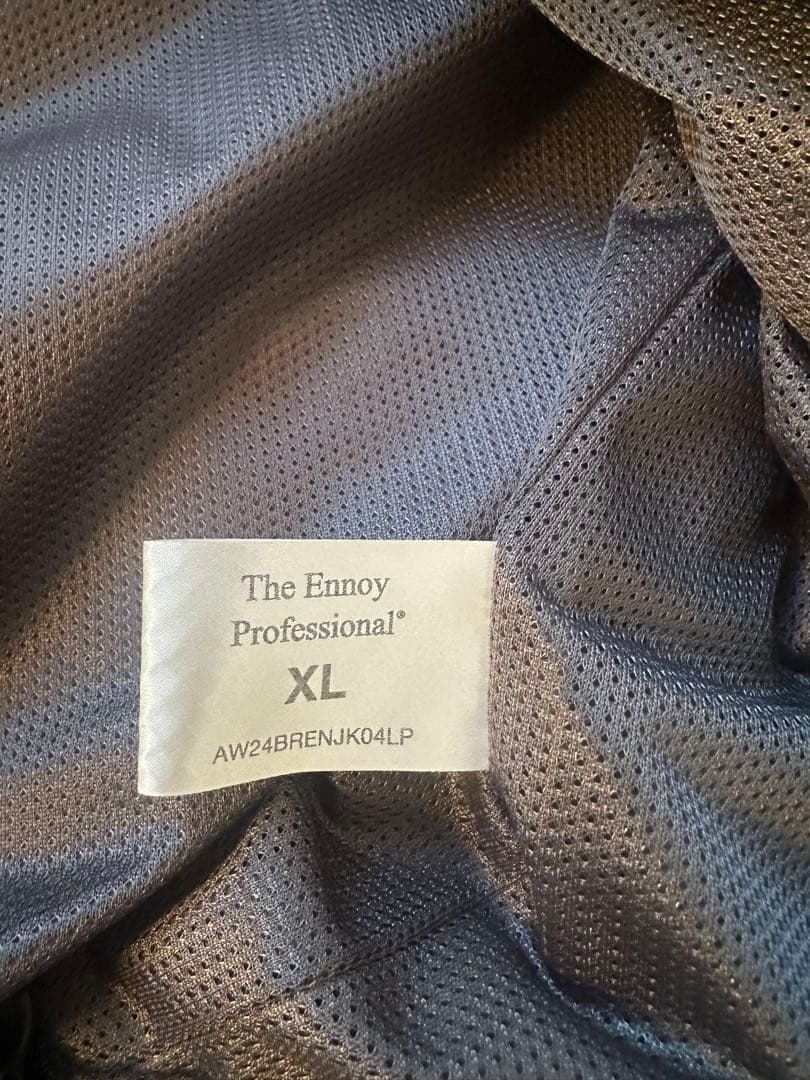 The Ennoy
Professional®
XL
AW24BRENJK04LP